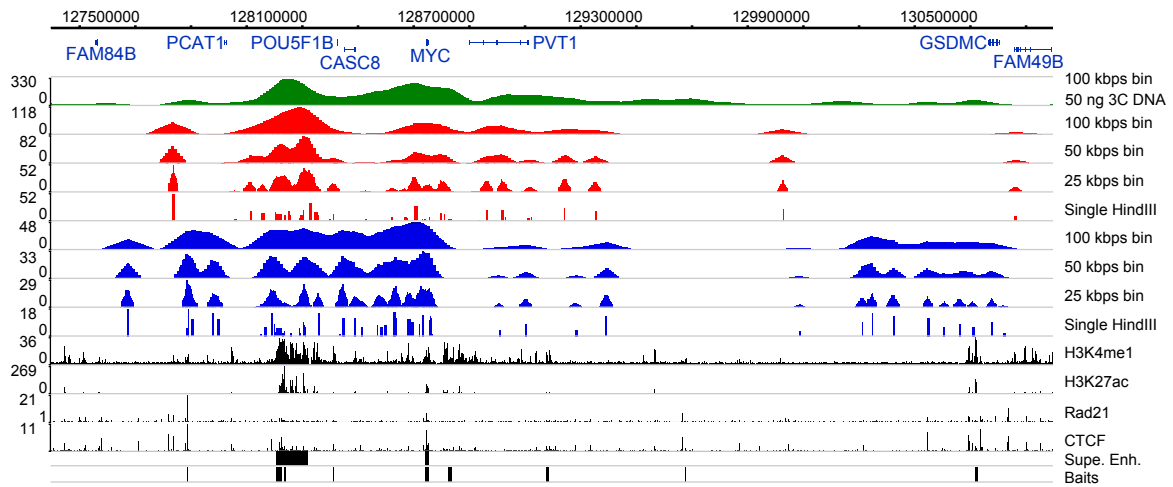 127500000 128100000 128700000 129300000 129900000 130500000
FAM84B PCAT1 POU5F1B CASC8 MYC PVT1 GSDMC FAM49B
330 0 100 kbps bin
50 ng 3C DNA
118 0 100 kbps bin
82 0 50 kbps bin
52 0 25 kbps bin
52 0 Single HindIII
48 0 100 kbps bin
33 0 50 kbps bin
29 0 25 kbps bin
18 0 Single HindIII
36 0 H3K4me1
269 0 H3K27ac
21 1 Rad21
11 CTCF
Supe. Enh.
Baits